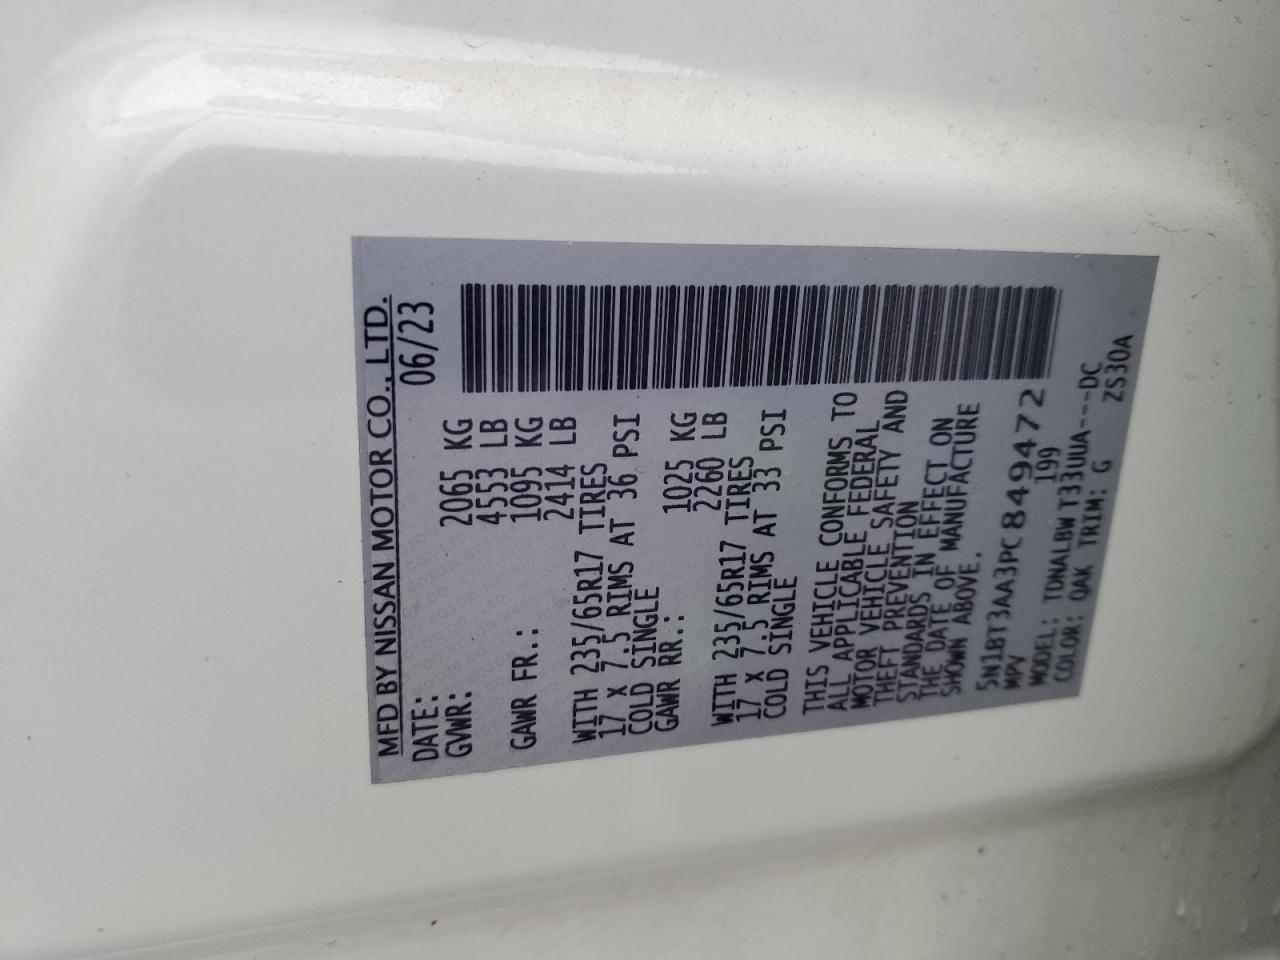 MFD BY NISSAN MOTOR CO., LTD.
DATE: 06/23
GVWR: 2065 KG
4553 LB
GAWR FR.: 1095 KG
2414 LB
WITH 235/65R17 TIRES
17 X 7.5 RIMS AT 36 PSI
COLD SINGLE
GAWR RR.: 1025 KG
2260 LB
WITH 235/65R17 TIRES
17 X 7.5 RIMS AT 33 PSI
COLD SINGLE
THIS VEHICLE CONFORMS TO
ALL APPLICABLE FEDERAL
MOTOR VEHICLE SAFETY AND
THEFT PREVENTION
STANDARDS IN EFFECT ON
THE DATE OF MANUFACTURE
SHOWN ABOVE.
5N1BT3AA3PC849472
MPV 199
MODEL: TDNALBWT33UUA---DC
COLOR: QAK TRIM: G ZS30A